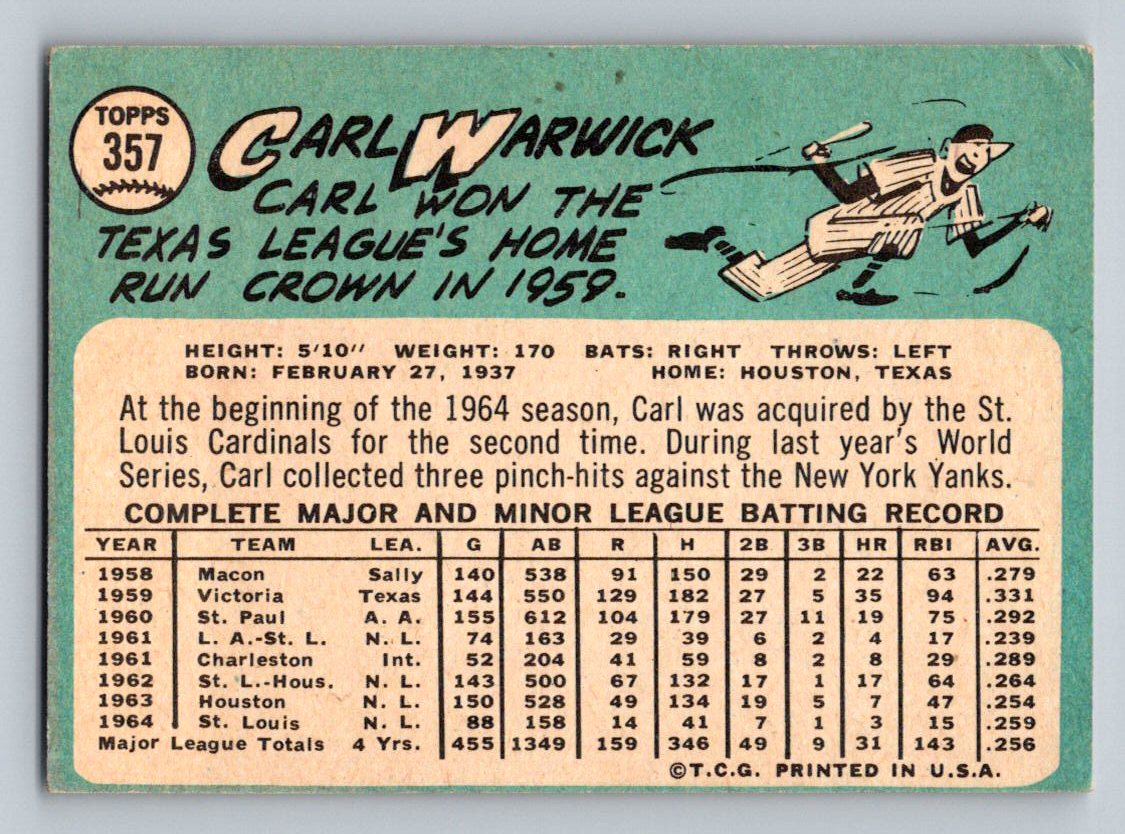 TOPPS
357
CARL WARWICK
CARL WON THE
TEXAS LEAGUE'S HOME
RUN CROWN IN 1959.
HEIGHT: 5'10" WEIGHT: 170 BATS: RIGHT THROWS: LEFT
BORN: FEBRUARY 27, 1937 HOME: HOUSTON, TEXAS
At the beginning of the 1964 season, Carl was acquired by the St.
Louis Cardinals for the second time. During last year's World
Series, Carl collected three pinch-hits against the New York Yanks.
COMPLETE MAJOR AND MINOR LEAGUE BATTING RECORD
YEAR TEAM LEA. G AB R H 2B 3B HR RBI AVG.
1958 Macon Sally 140 538 91 150 29 2 22 63 .279
1959 Victoria Texas 144 550 129 182 27 5 35 94 .331
1960 St. Paul A. A. 155 612 104 179 27 11 19 75 .292
1961 L. A.-St. L. N. L. 74 163 29 39 6 2 4 17 .239
1961 Charleston Int. 52 204 41 59 8 2 8 29 .289
1962 St. L.-Hous. N. L. 143 500 67 132 17 1 17 64 .264
1963 Houston N. L. 150 528 49 134 19 5 7 47 .254
1964 St. Louis N. L. 88 158 14 41 7 1 3 15 .259
Major League Totals 4 Yrs. 455 1349 159 346 49 9 31 143 .256
©T.C.G. PRINTED IN U.S.A.